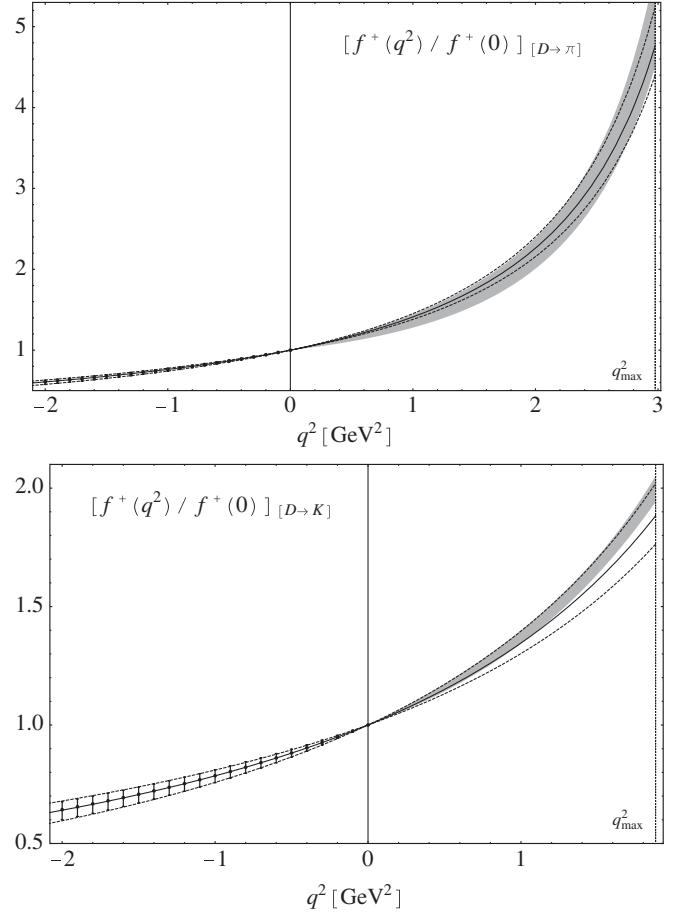 5
[ f⁺(q²) / f⁺(0) ] [D→π]
4
3
2
1
q²max
−2 −1 0 1 2 3
q² [GeV²]
2.0
[ f⁺(q²) / f⁺(0) ] [D→K]
1.5
1.0
q²max
0.5
−2 −1 0 1
q² [GeV²]